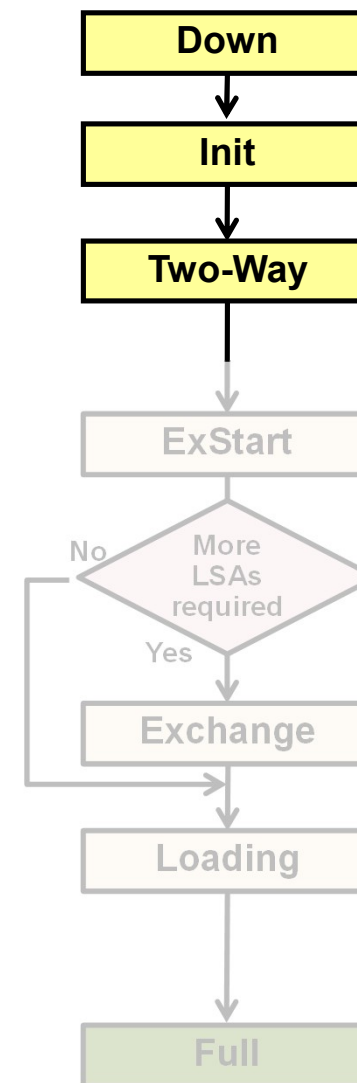 Down
Init
Two-Way
ExStart
No
More
LSAs
required
Yes
Exchange
Loading
Full